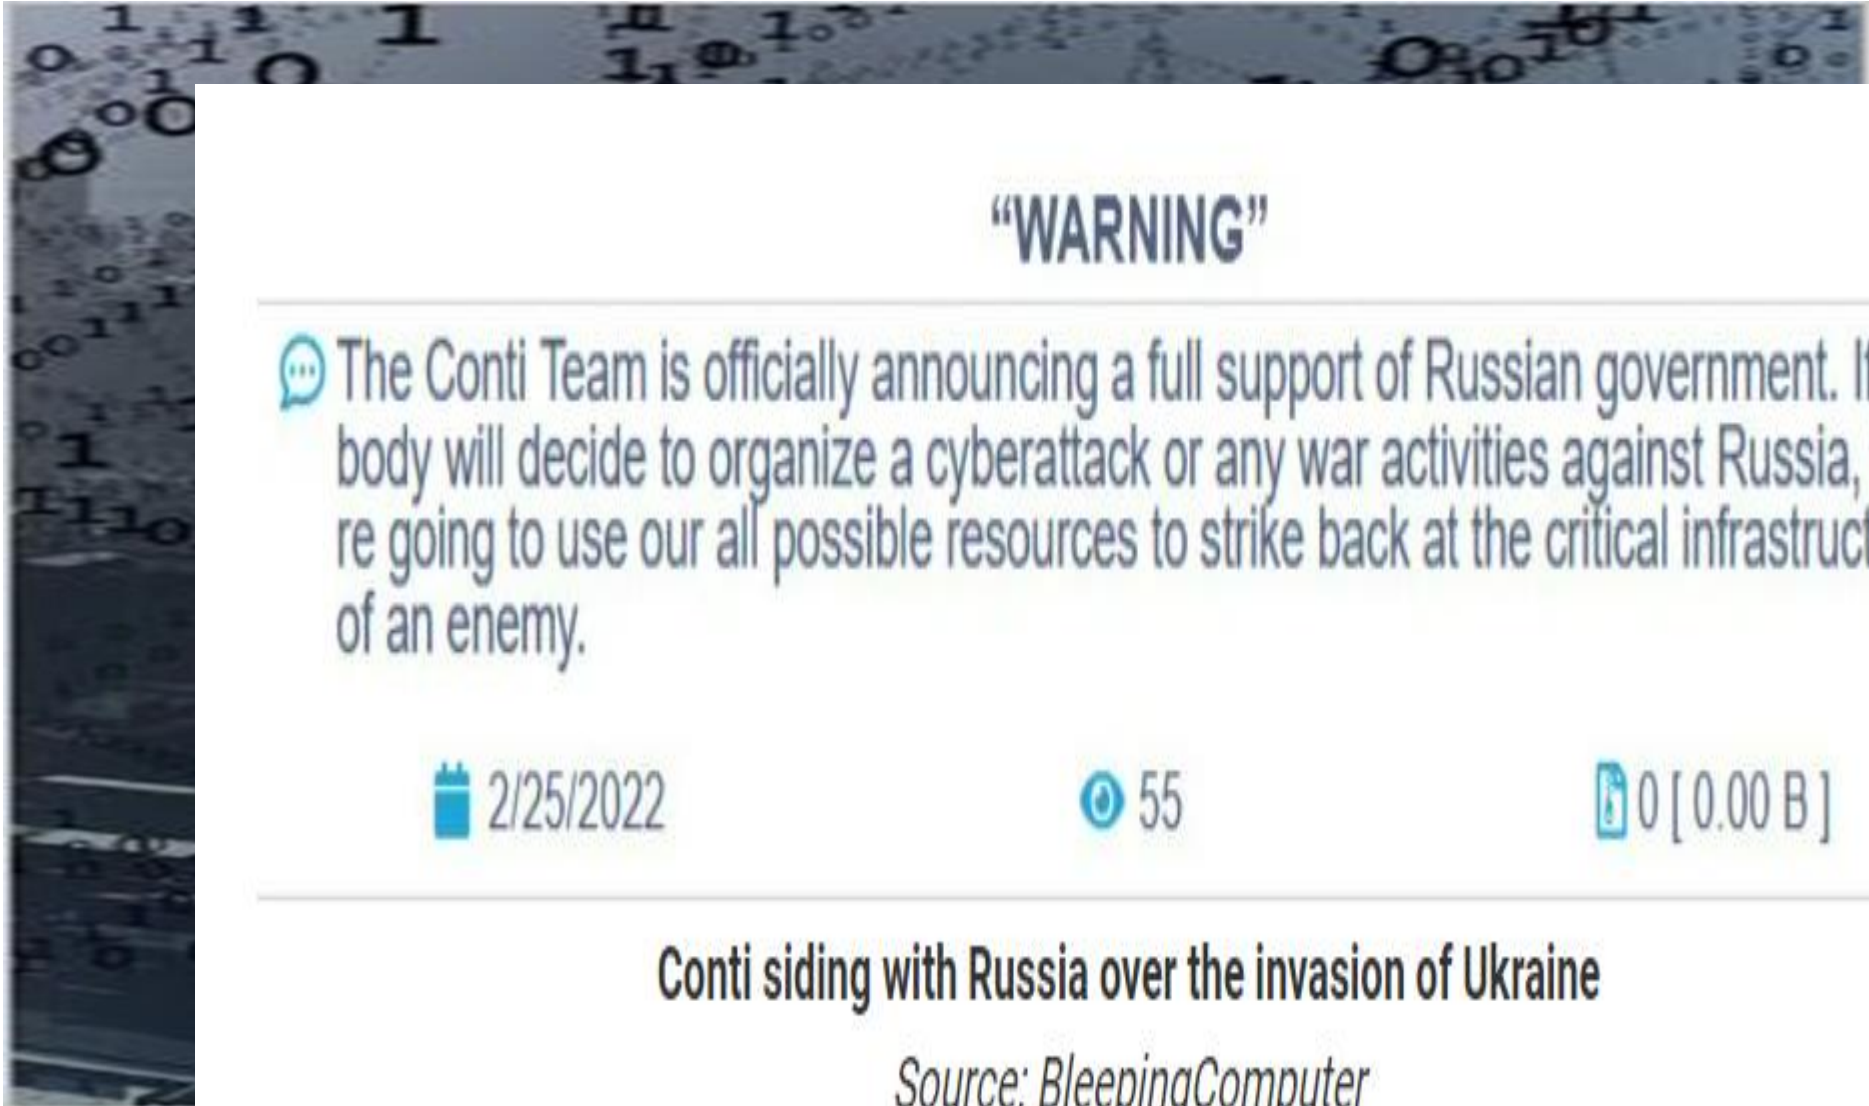 “WARNING”
The Conti Team is officially announcing a full support of Russian government. If
body will decide to organize a cyberattack or any war activities against Russia,
re going to use our all possible resources to strike back at the critical infrastruct
of an enemy.
2/25/2022
55
0 [ 0.00 B ]
Conti siding with Russia over the invasion of Ukraine
Source: BleepingComputer